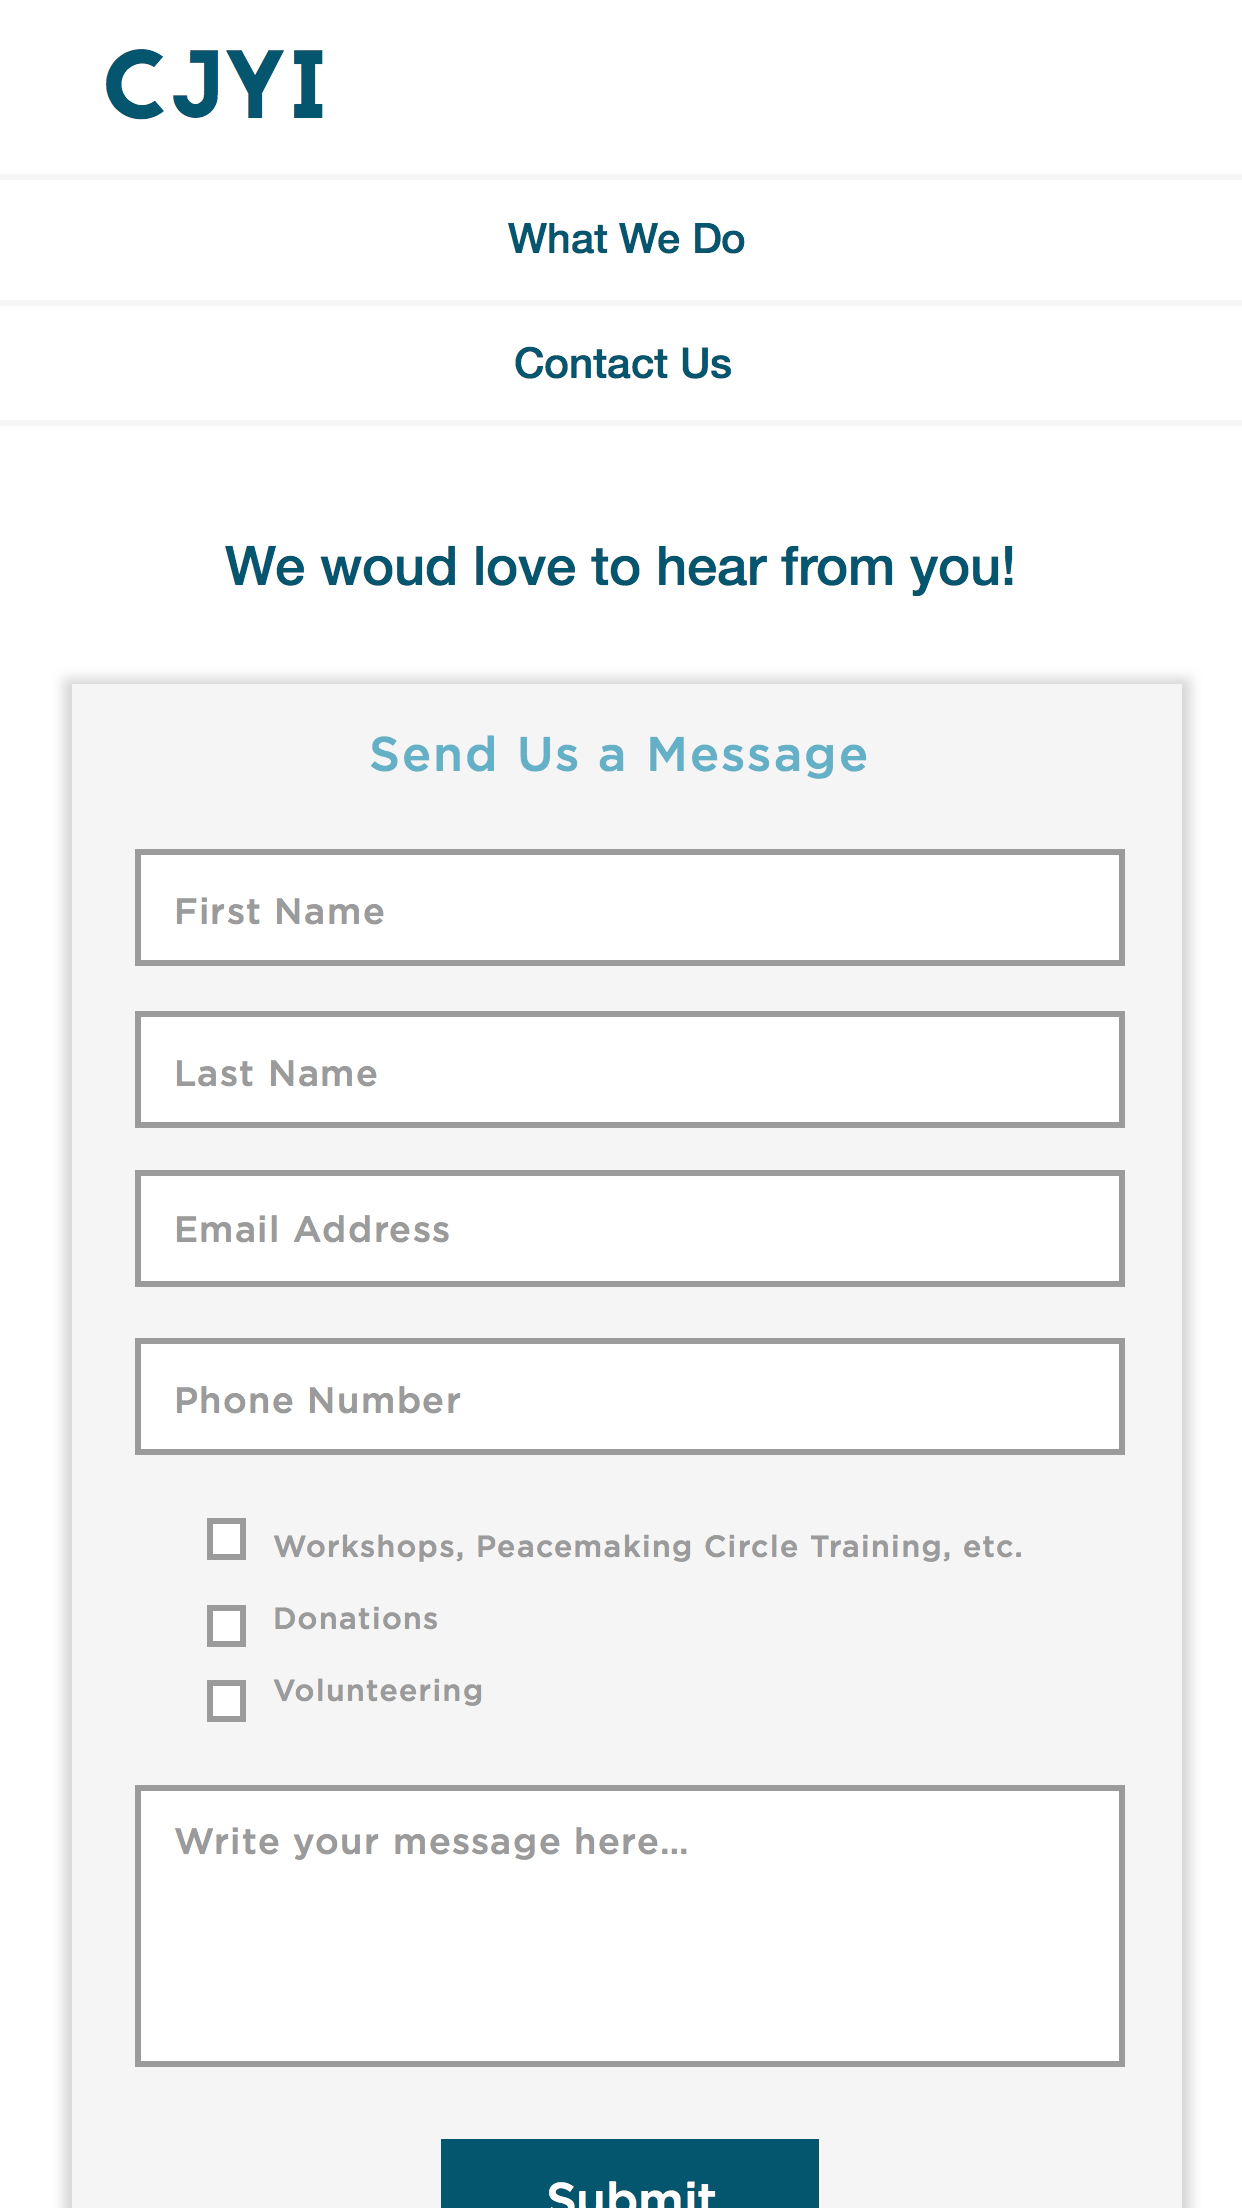 CJYI
What We Do
Contact Us
We woud love to hear from you!
Send Us a Message
First Name
Last Name
Email Address
Phone Number
Workshops, Peacemaking Circle Training, etc.
Donations
Volunteering
Write your message here...
Submit